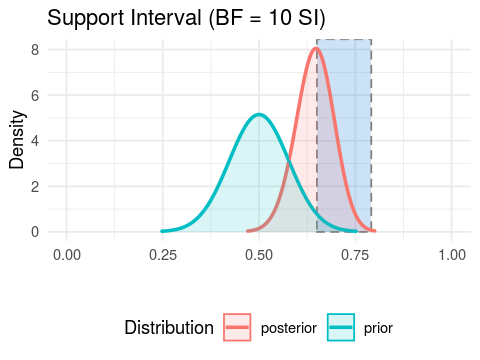 Support Interval (BF = 10 SI)
Density
8
6
4
2
0
0.00 0.25 0.50 0.75 1.00
Distribution posterior prior